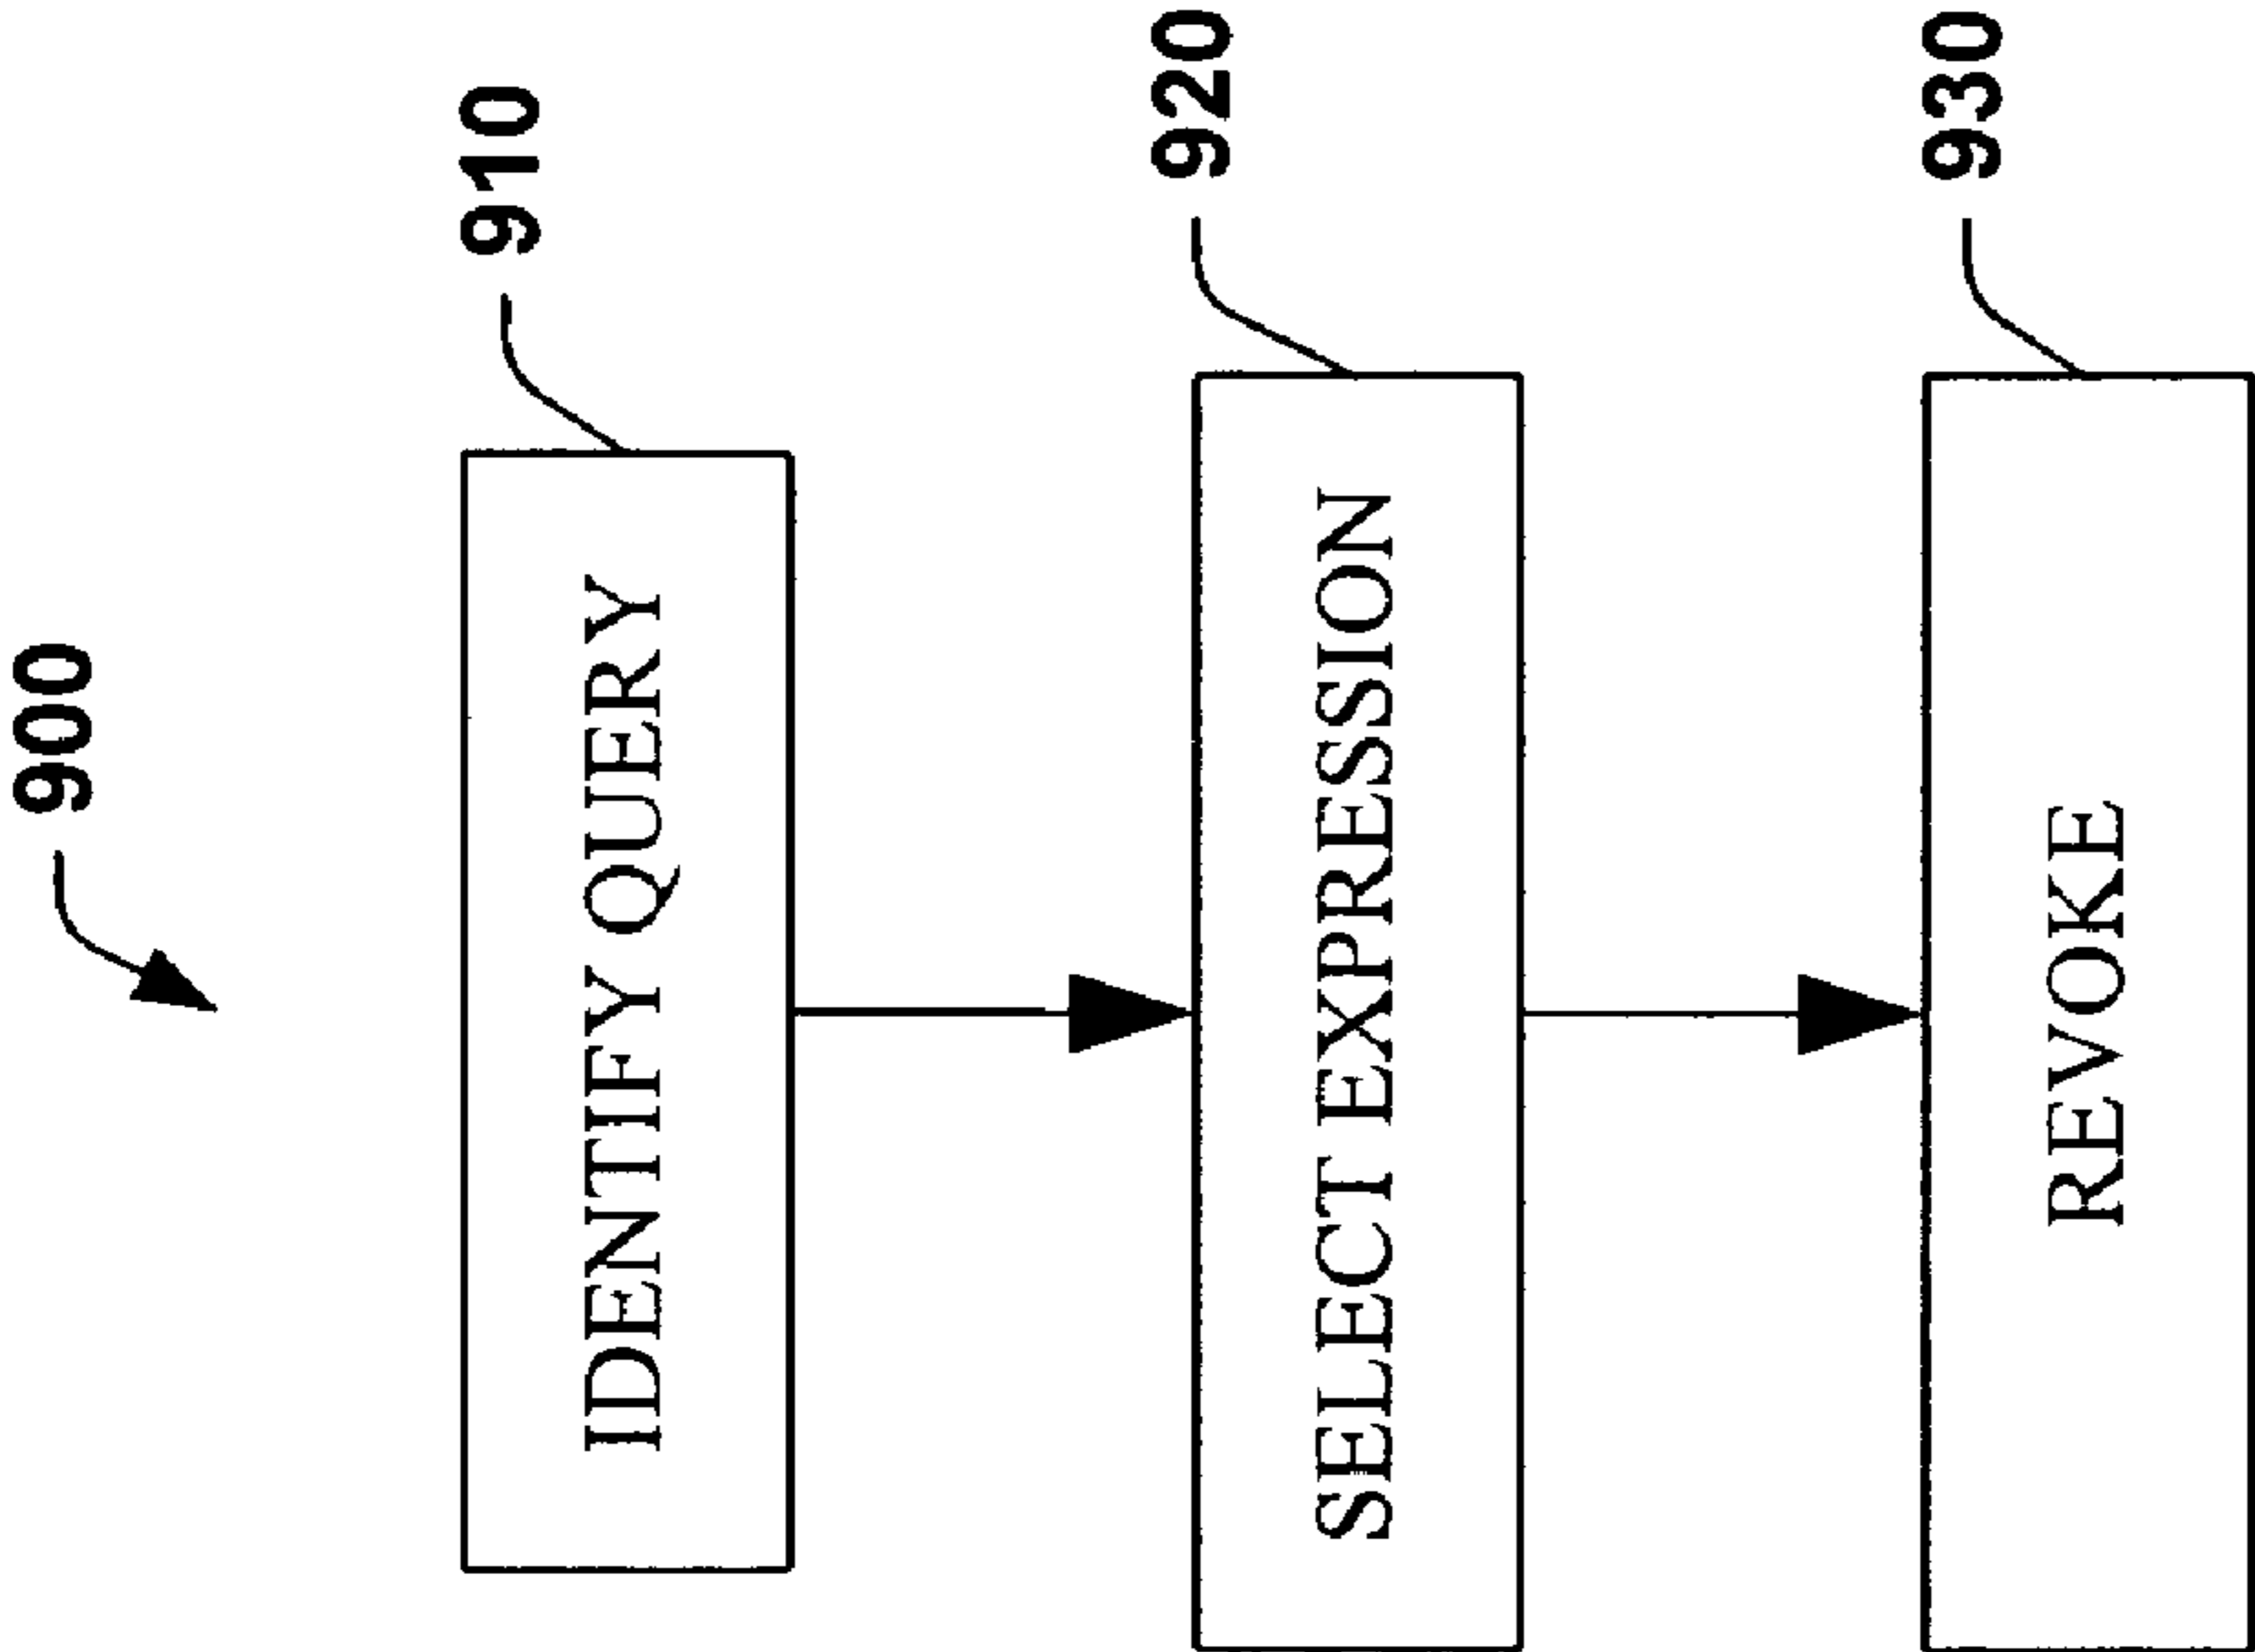 900
IDENTIFY QUERY
910
SELECT EXPRESSION
920
REVOKE
930